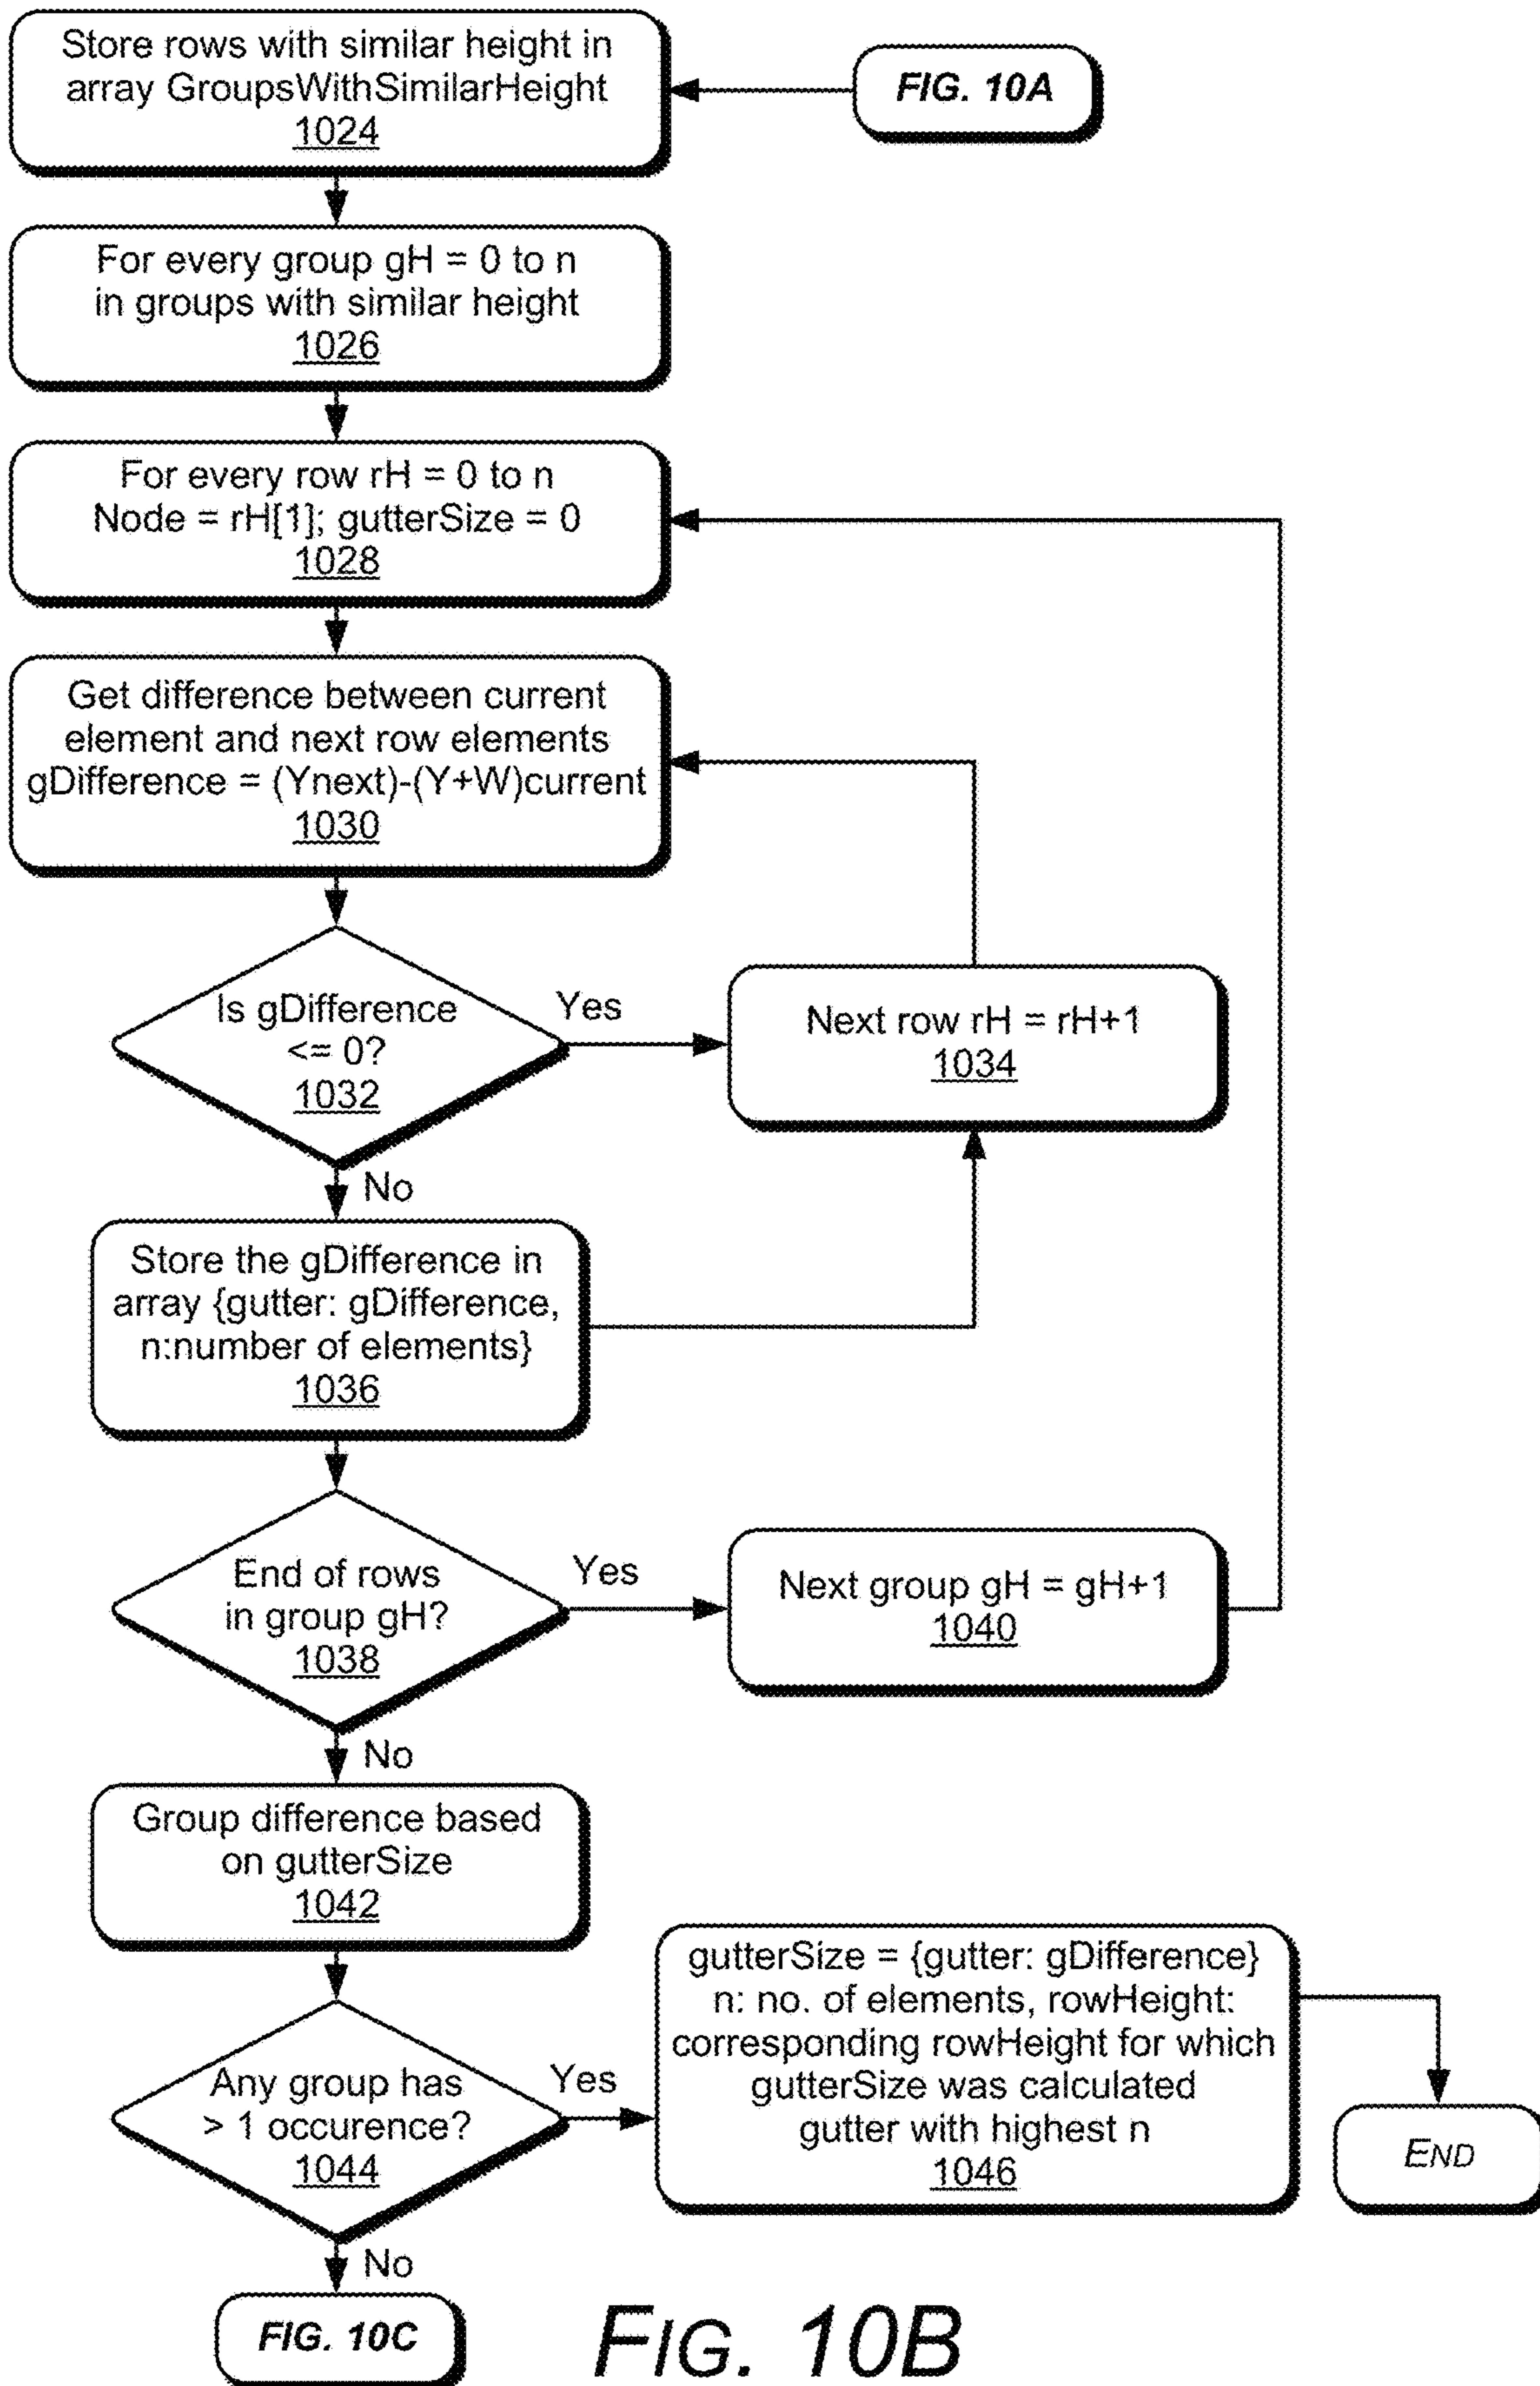 Store rows with similar height in
array GroupsWithSimilarHeight
1024
FIG. 10A
For every group gH = 0 to n
in groups with similar height
1026
For every row rH = 0 to n
Node = rH[1]; gutterSize = 0
1028
Get difference between current
element and next row elements
gDifference = (Ynext)-(Y+W)current
1030
Is gDifference
<= 0?
1032
Yes
Next row rH = rH+1
1034
No
Store the gDifference in
array {gutter: gDifference,
n:number of elements}
1036
End of rows
in group gH?
1038
Yes
Next group gH = gH+1
1040
No
Group difference based
on gutterSize
1042
Any group has
> 1 occurence?
1044
Yes
gutterSize = {gutter: gDifference}
n: no. of elements, rowHeight:
corresponding rowHeight for which
gutterSize was calculated
gutter with highest n
1046
END
No
FIG. 10C
FIG. 10B